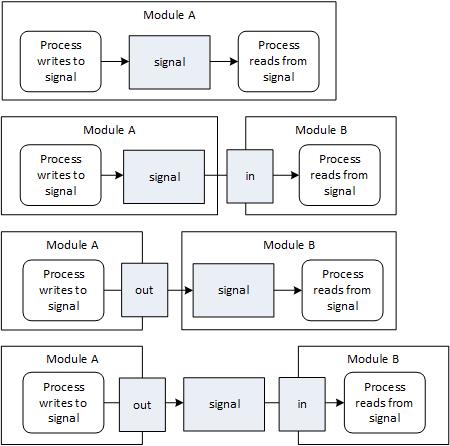 Module A
Process
writes to
signal
signal
Process
reads from
signal
Module A
Module B
Process
writes to
signal
signal
in
Process
reads from
signal
Module A
Module B
Process
writes to
signal
out
signal
Process
reads from
signal
Module A
Module B
Process
writes to
signal
out
signal
in
Process
reads from
signal